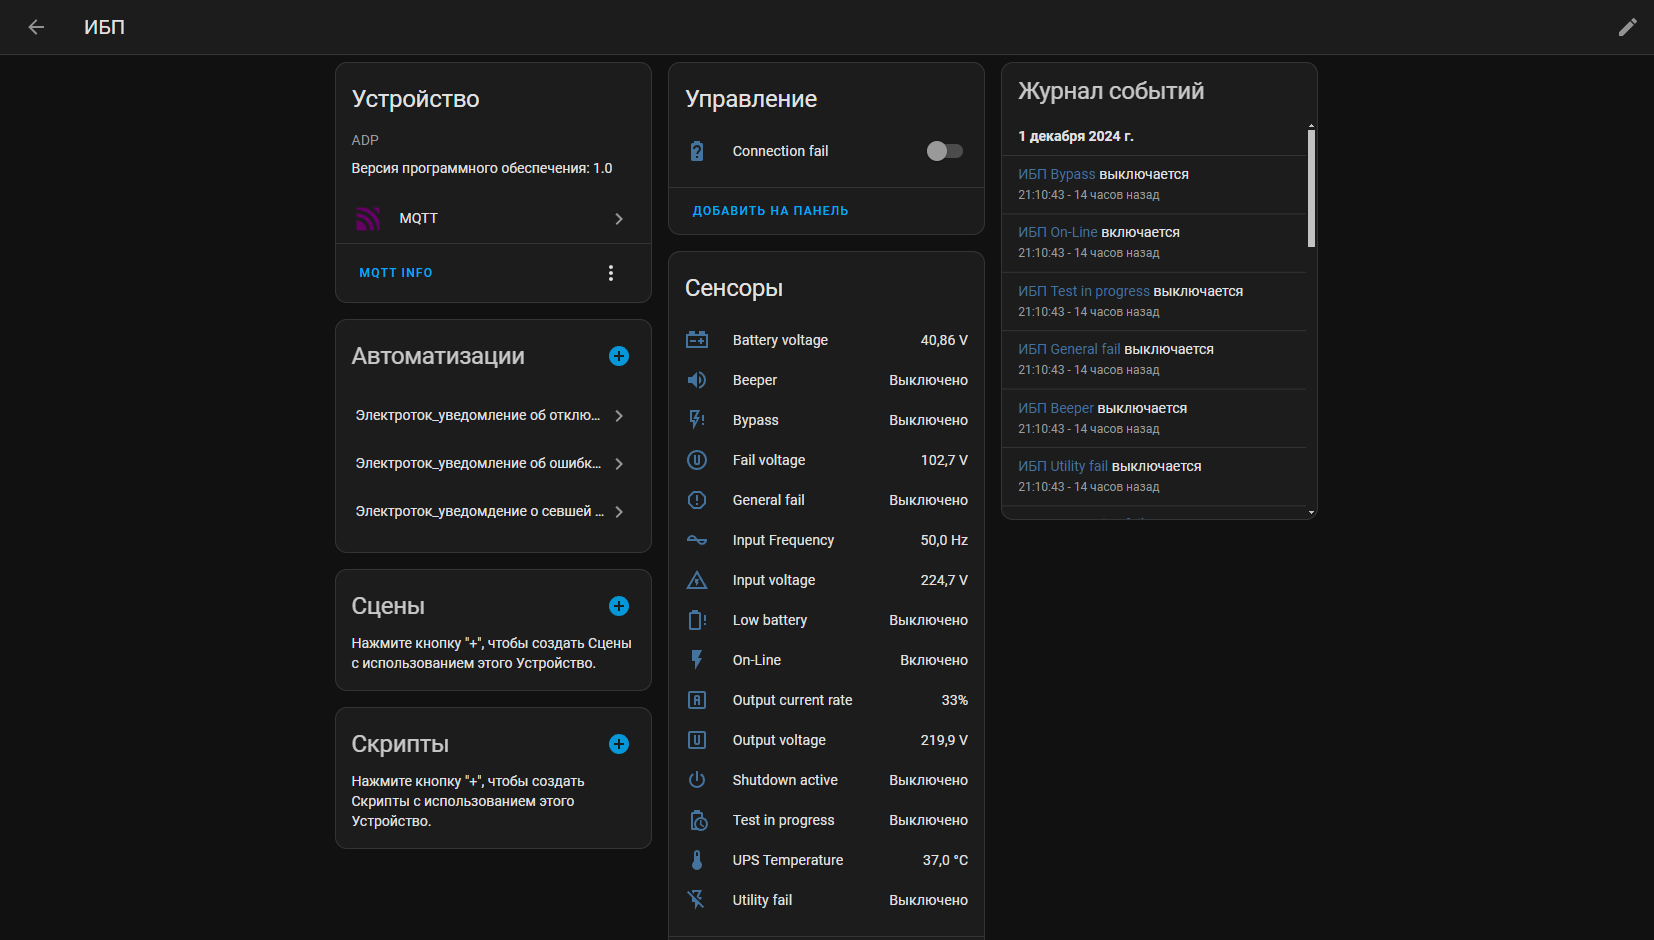 ИБП
Устройство
ADP
Версия программного обеспечения: 1.0
MQTT
MQTT INFO
Автоматизации
Электроток_уведомление об отклю...
Электроток_уведомление об ошибк...
Электроток_уведомдение о севшей ...
Сцены
Нажмите кнопку "+", чтобы создать Сцены
с использованием этого Устройство.
Скрипты
Нажмите кнопку "+", чтобы создать
Скрипты с использованием этого
Устройство.
Управление
Connection fail
ДОБАВИТЬ НА ПАНЕЛЬ
Сенсоры
Battery voltage 40,86 V
Beeper Выключено
Bypass Выключено
Fail voltage 102,7 V
General fail Выключено
Input Frequency 50,0 Hz
Input voltage 224,7 V
Low battery Выключено
On-Line Включено
Output current rate 33%
Output voltage 219,9 V
Shutdown active Выключено
Test in progress Выключено
UPS Temperature 37,0 °C
Utility fail Выключено
Журнал событий
1 декабря 2024 г.
ИБП Bypass выключается
21:10:43 - 14 часов назад
ИБП On-Line включается
21:10:43 - 14 часов назад
ИБП Test in progress выключается
21:10:43 - 14 часов назад
ИБП General fail выключается
21:10:43 - 14 часов назад
ИБП Beeper выключается
21:10:43 - 14 часов назад
ИБП Utility fail выключается
21:10:43 - 14 часов назад